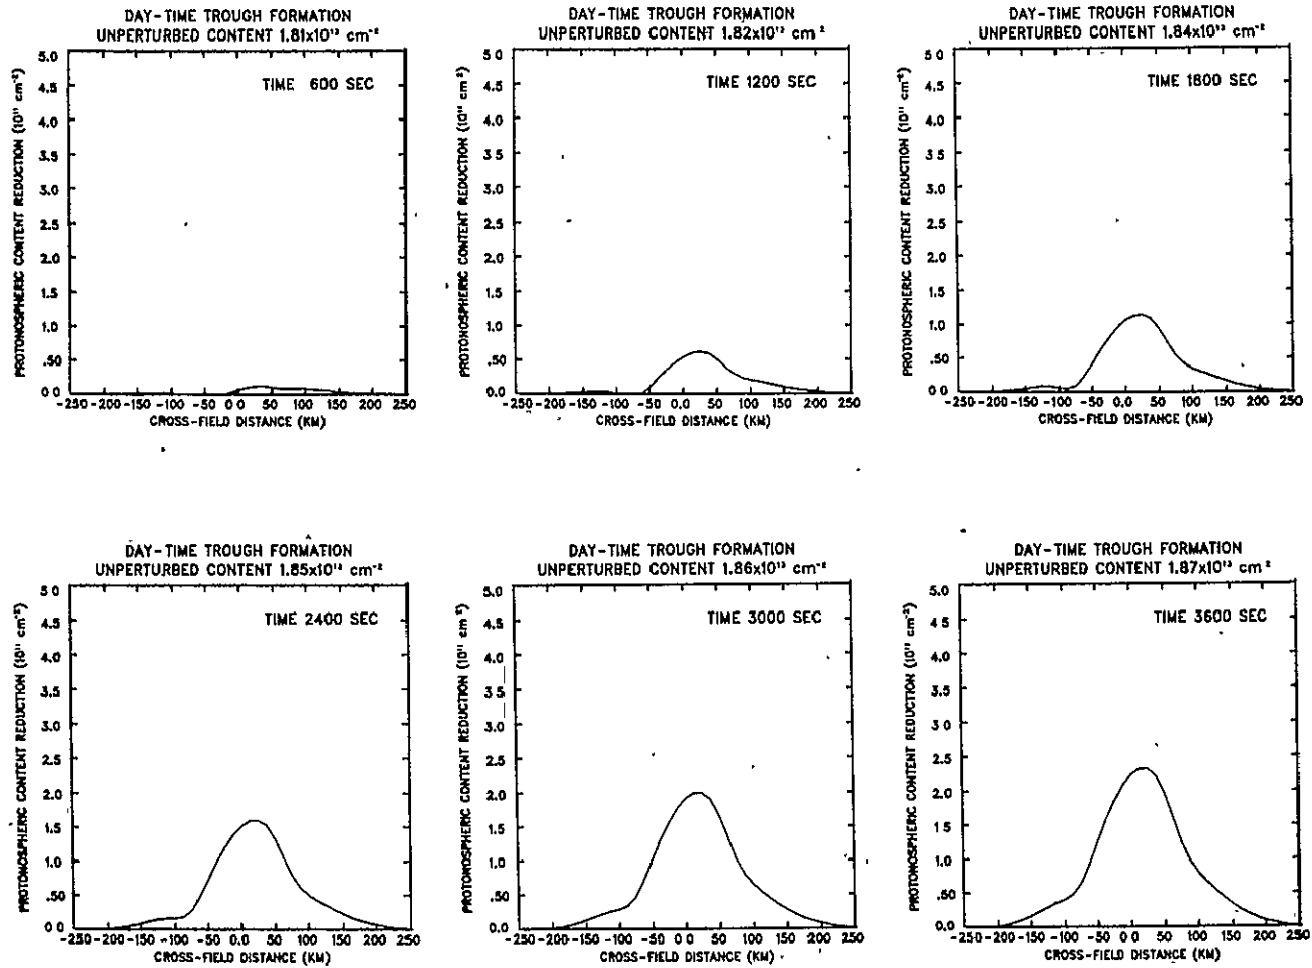 DAY-TIME TROUGH FORMATION
UNPERTURBED CONTENT 1.81x10¹³ cm⁻²
TIME 600 SEC
PROTONOSPHERIC CONTENT REDUCTION (10¹¹ cm⁻²)
5.0
4.5
4.0
3.5
3.0
2.5
2.0
1.5
1.0
.50
0.0
-250 -200 -150 -100 -50 0.0 50 100 150 200 250
CROSS-FIELD DISTANCE (KM)
DAY-TIME TROUGH FORMATION
UNPERTURBED CONTENT 1.82x10¹³ cm⁻²
TIME 1200 SEC
PROTONOSPHERIC CONTENT REDUCTION (10¹¹ cm⁻²)
5.0
4.5
4.0
3.5
3.0
2.5
2.0
1.5
1.0
.50
0.0
-250 -200 -150 -100 -50 0.0 50 100 150 200 250
CROSS-FIELD DISTANCE (KM)
DAY-TIME TROUGH FORMATION
UNPERTURBED CONTENT 1.84x10¹³ cm⁻²
TIME 1800 SEC
PROTONOSPHERIC CONTENT REDUCTION (10¹¹ cm⁻²)
5.0
4.5
4.0
3.5
3.0
2.5
2.0
1.5
1.0
.50
0.0
-250 -200 -150 -100 -50 0.0 50 100 150 200 250
CROSS-FIELD DISTANCE (KM)
DAY-TIME TROUGH FORMATION
UNPERTURBED CONTENT 1.85x10¹³ cm⁻²
TIME 2400 SEC
PROTONOSPHERIC CONTENT REDUCTION (10¹¹ cm⁻²)
5.0
4.5
4.0
3.5
3.0
2.5
2.0
1.5
1.0
.50
0.0
-250 -200 -150 -100 -50 0.0 50 100 150 200 250
CROSS-FIELD DISTANCE (KM)
DAY-TIME TROUGH FORMATION
UNPERTURBED CONTENT 1.86x10¹³ cm⁻²
TIME 3000 SEC
PROTONOSPHERIC CONTENT REDUCTION (10¹¹ cm⁻²)
5.0
4.5
4.0
3.5
3.0
2.5
2.0
1.5
1.0
.50
0.0
-250 -200 -150 -100 -50 0.0 50 100 150 200 250
CROSS-FIELD DISTANCE (KM)
DAY-TIME TROUGH FORMATION
UNPERTURBED CONTENT 1.87x10¹³ cm⁻²
TIME 3600 SEC
PROTONOSPHERIC CONTENT REDUCTION (10¹¹ cm⁻²)
5.0
4.5
4.0
3.5
3.0
2.5
2.0
1.5
1.0
.50
0.0
-250 -200 -150 -100 -50 0.0 50 100 150 200 250
CROSS-FIELD DISTANCE (KM)